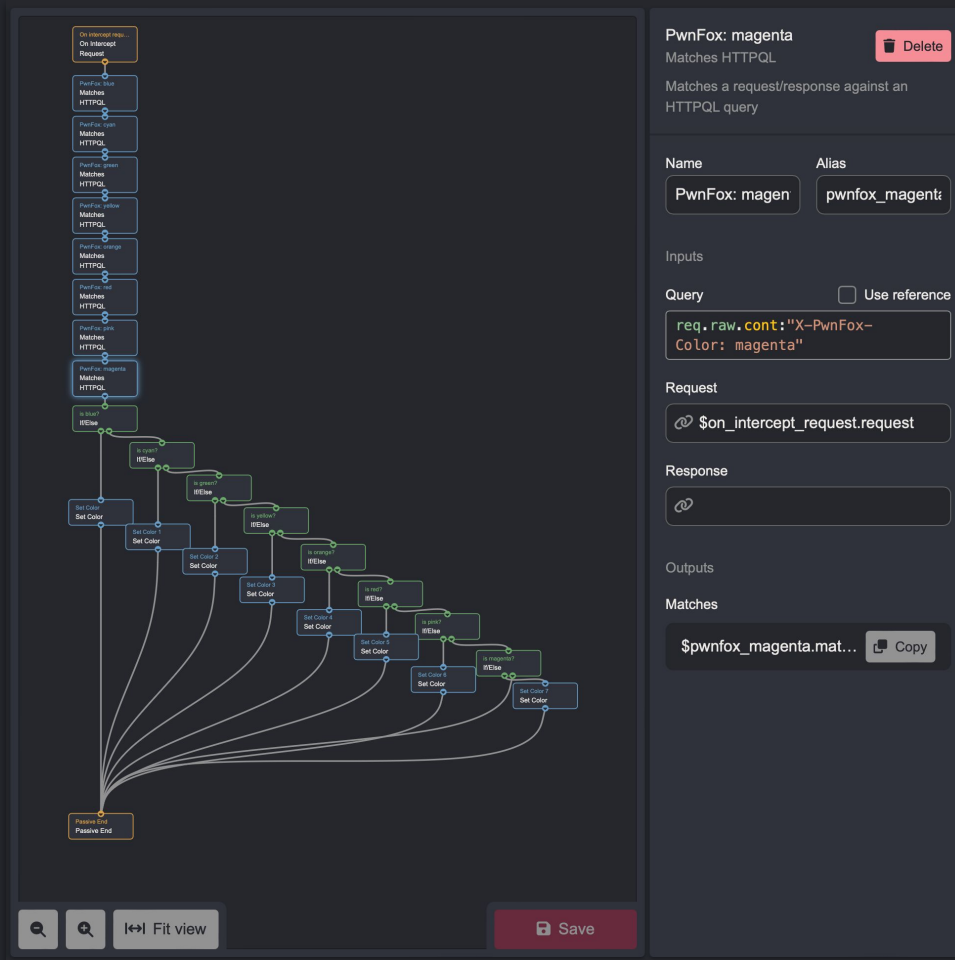 On intercept requ...
On Intercept
Request
PwnFox: blue
Matches
HTTPQL
PwnFox: cyan
Matches
HTTPQL
PwnFox: green
Matches
HTTPQL
PwnFox: yellow
Matches
HTTPQL
PwnFox: orange
Matches
HTTPQL
PwnFox: red
Matches
HTTPQL
PwnFox: pink
Matches
HTTPQL
PwnFox: magenta
Matches
HTTPQL
is blue?
If/Else
is cyan?
If/Else
is green?
If/Else
is yellow?
If/Else
is orange?
If/Else
is red?
If/Else
is pink?
If/Else
is magenta?
If/Else
Set Color
Set Color
Set Color 1
Set Color
Set Color 2
Set Color
Set Color 3
Set Color
Set Color 4
Set Color
Set Color 5
Set Color
Set Color 6
Set Color
Set Color 7
Set Color
Passive End
Passive End
Fit view
Save
PwnFox: magenta
Delete
Matches HTTPQL
Matches a request/response against an
HTTPQL query
Name
Alias
PwnFox: magen
pwnfox_magenta
Inputs
Query
Use reference
req.raw.cont:"X-PwnFox-
Color: magenta"
Request
$on_intercept_request.request
Response
Outputs
Matches
$pwnfox_magenta.mat...
Copy